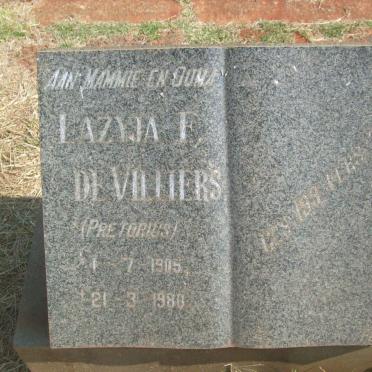 AAN MAMMIE EN OUMA
LAZYJA F.
DE VILLIERS
(PRETORIUS)
* 1-7-1905
† 21-3-1980